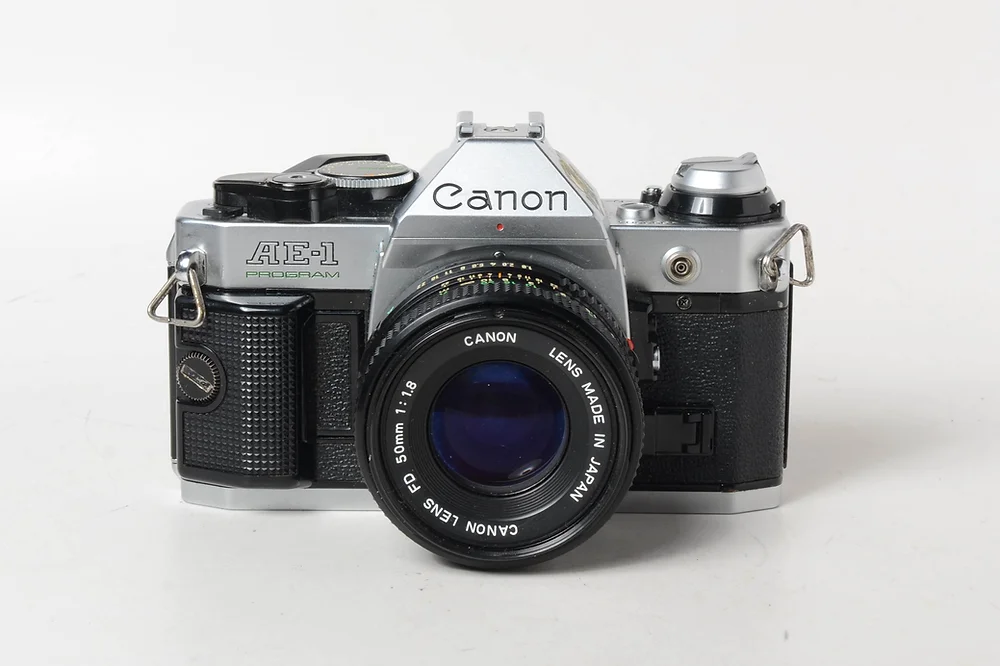 Canon
AE-1
PROGRAM
CANON
LENS MADE IN JAPAN
CANON LENS FD 50mm 1:1.8